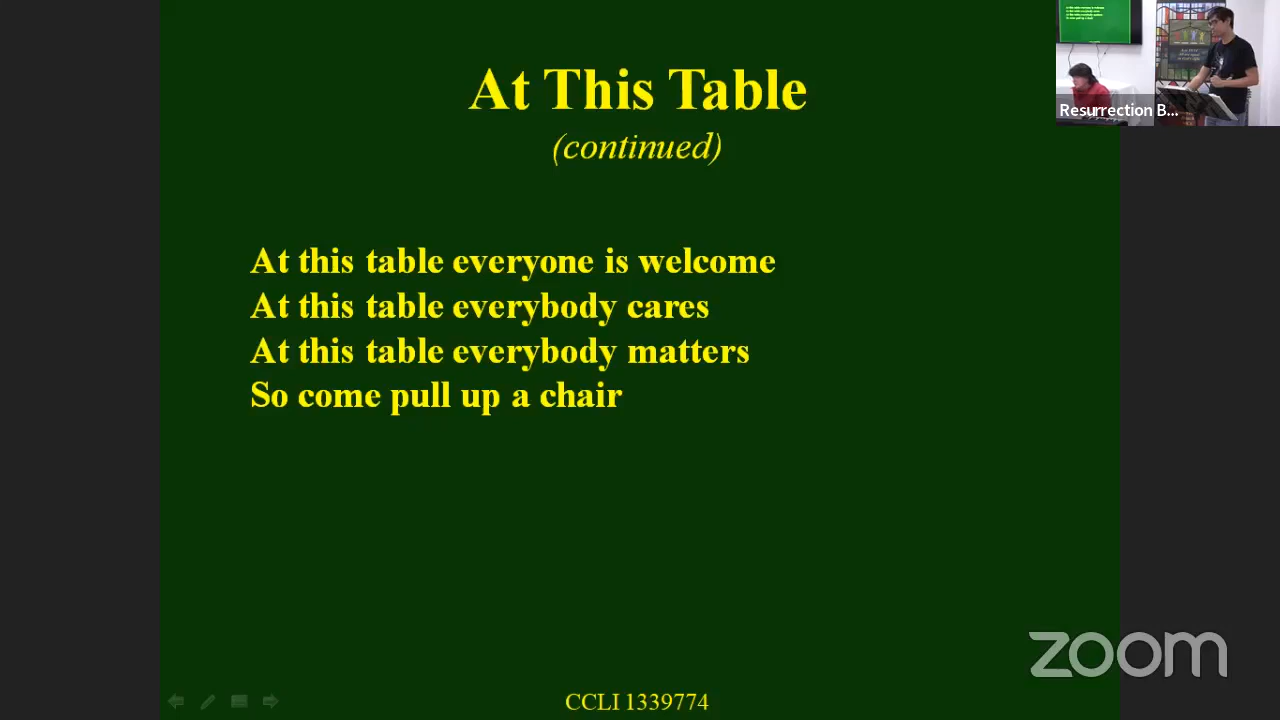 At This Table
(continued)
At this table everyone is welcome
At this table everybody cares
At this table everybody matters
So come pull up a chair
CCLI 1339774
Resurrection B...
zoom